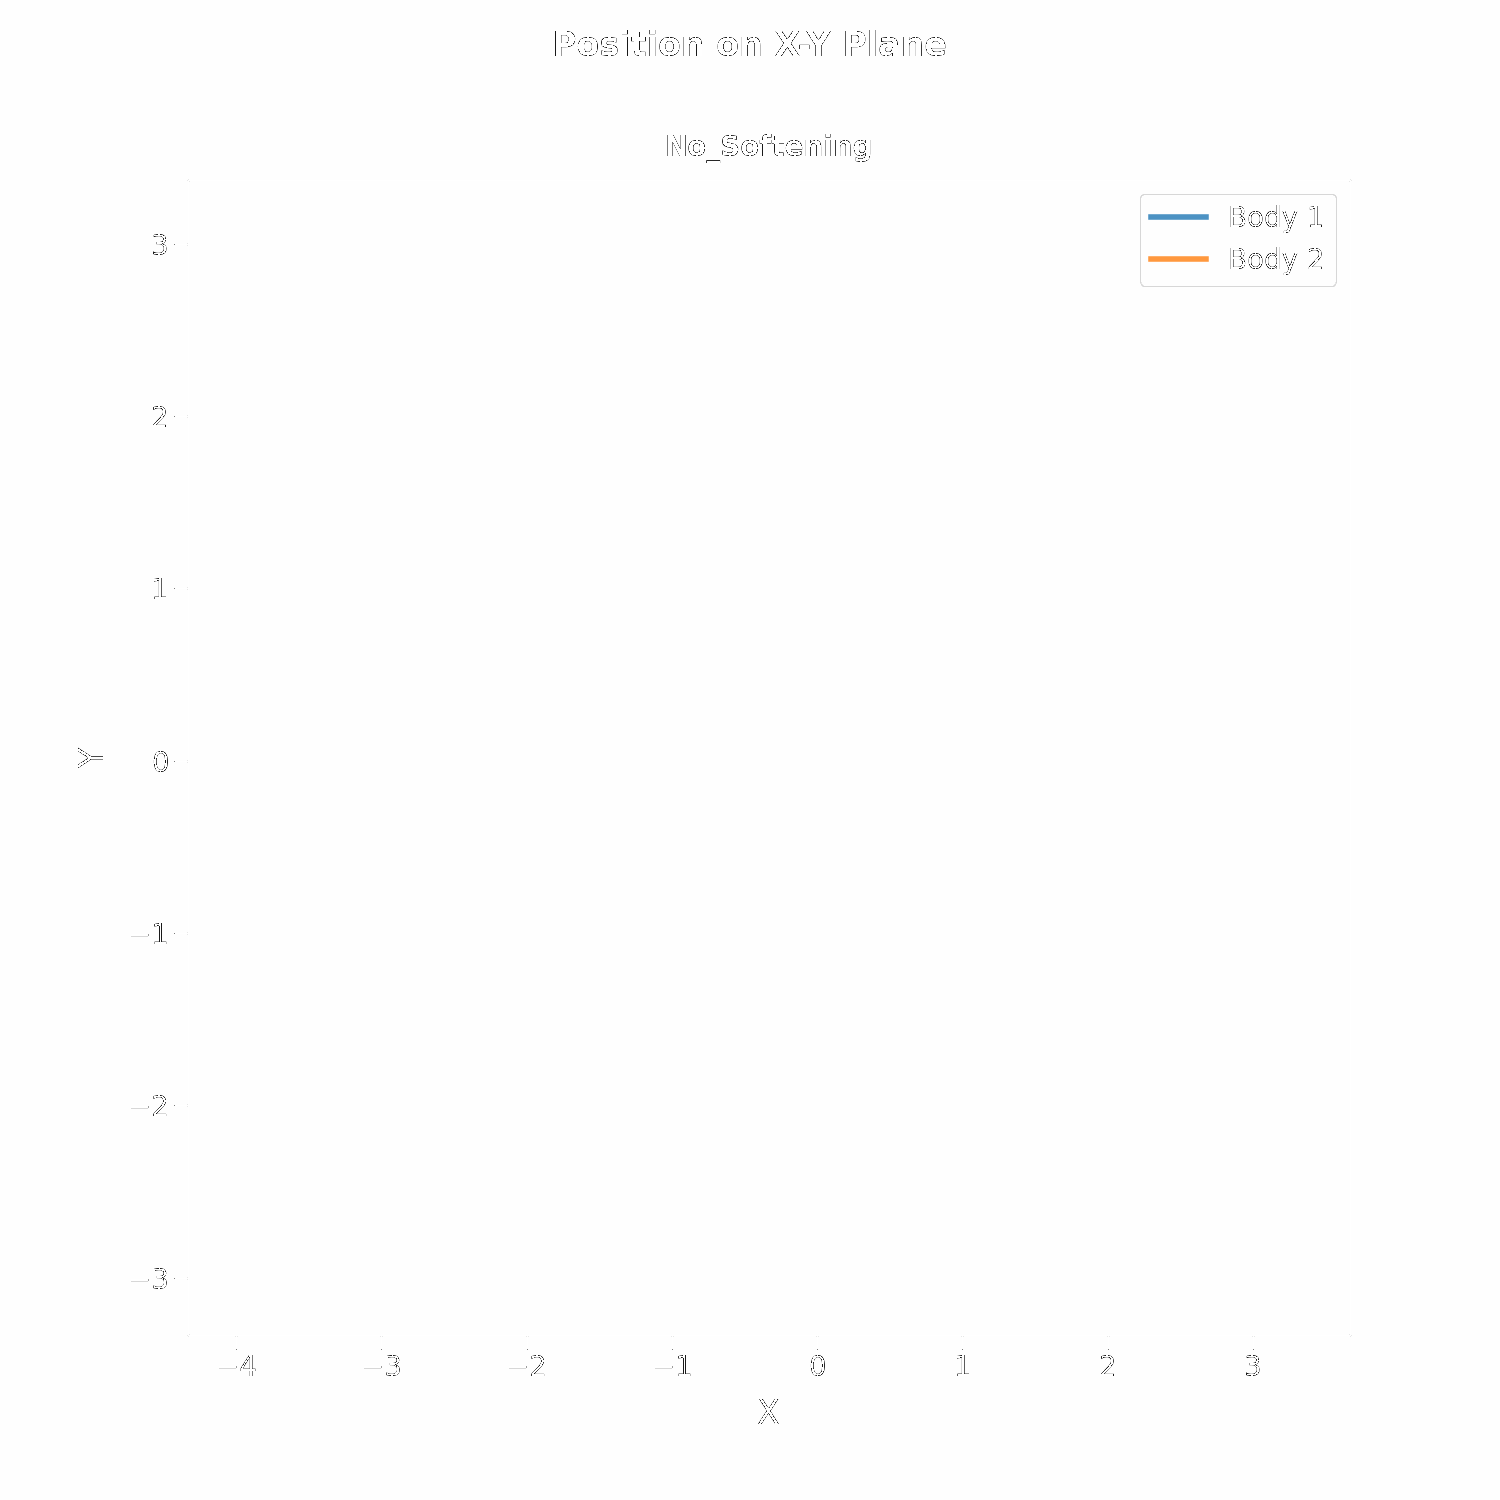 Position on X-Y Plane
No_Softening
Body 1
Body 2
3
2
1
0
−1
−2
−3
Y
−4 −3 −2 −1 0 1 2 3
X